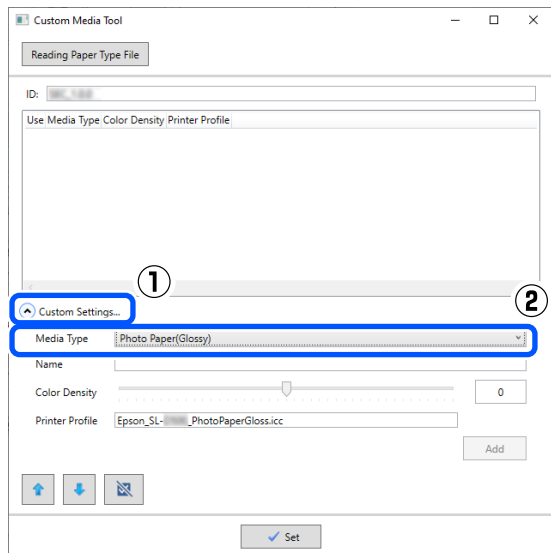 Custom Media Tool
Reading Paper Type File
ID:
Use Media Type Color Density Printer Profile
①
Custom Settings...
②
Media Type Photo Paper(Glossy)
Name
Color Density 0
Printer Profile Epson_SL- _PhotoPaperGloss.icc
Add
Set